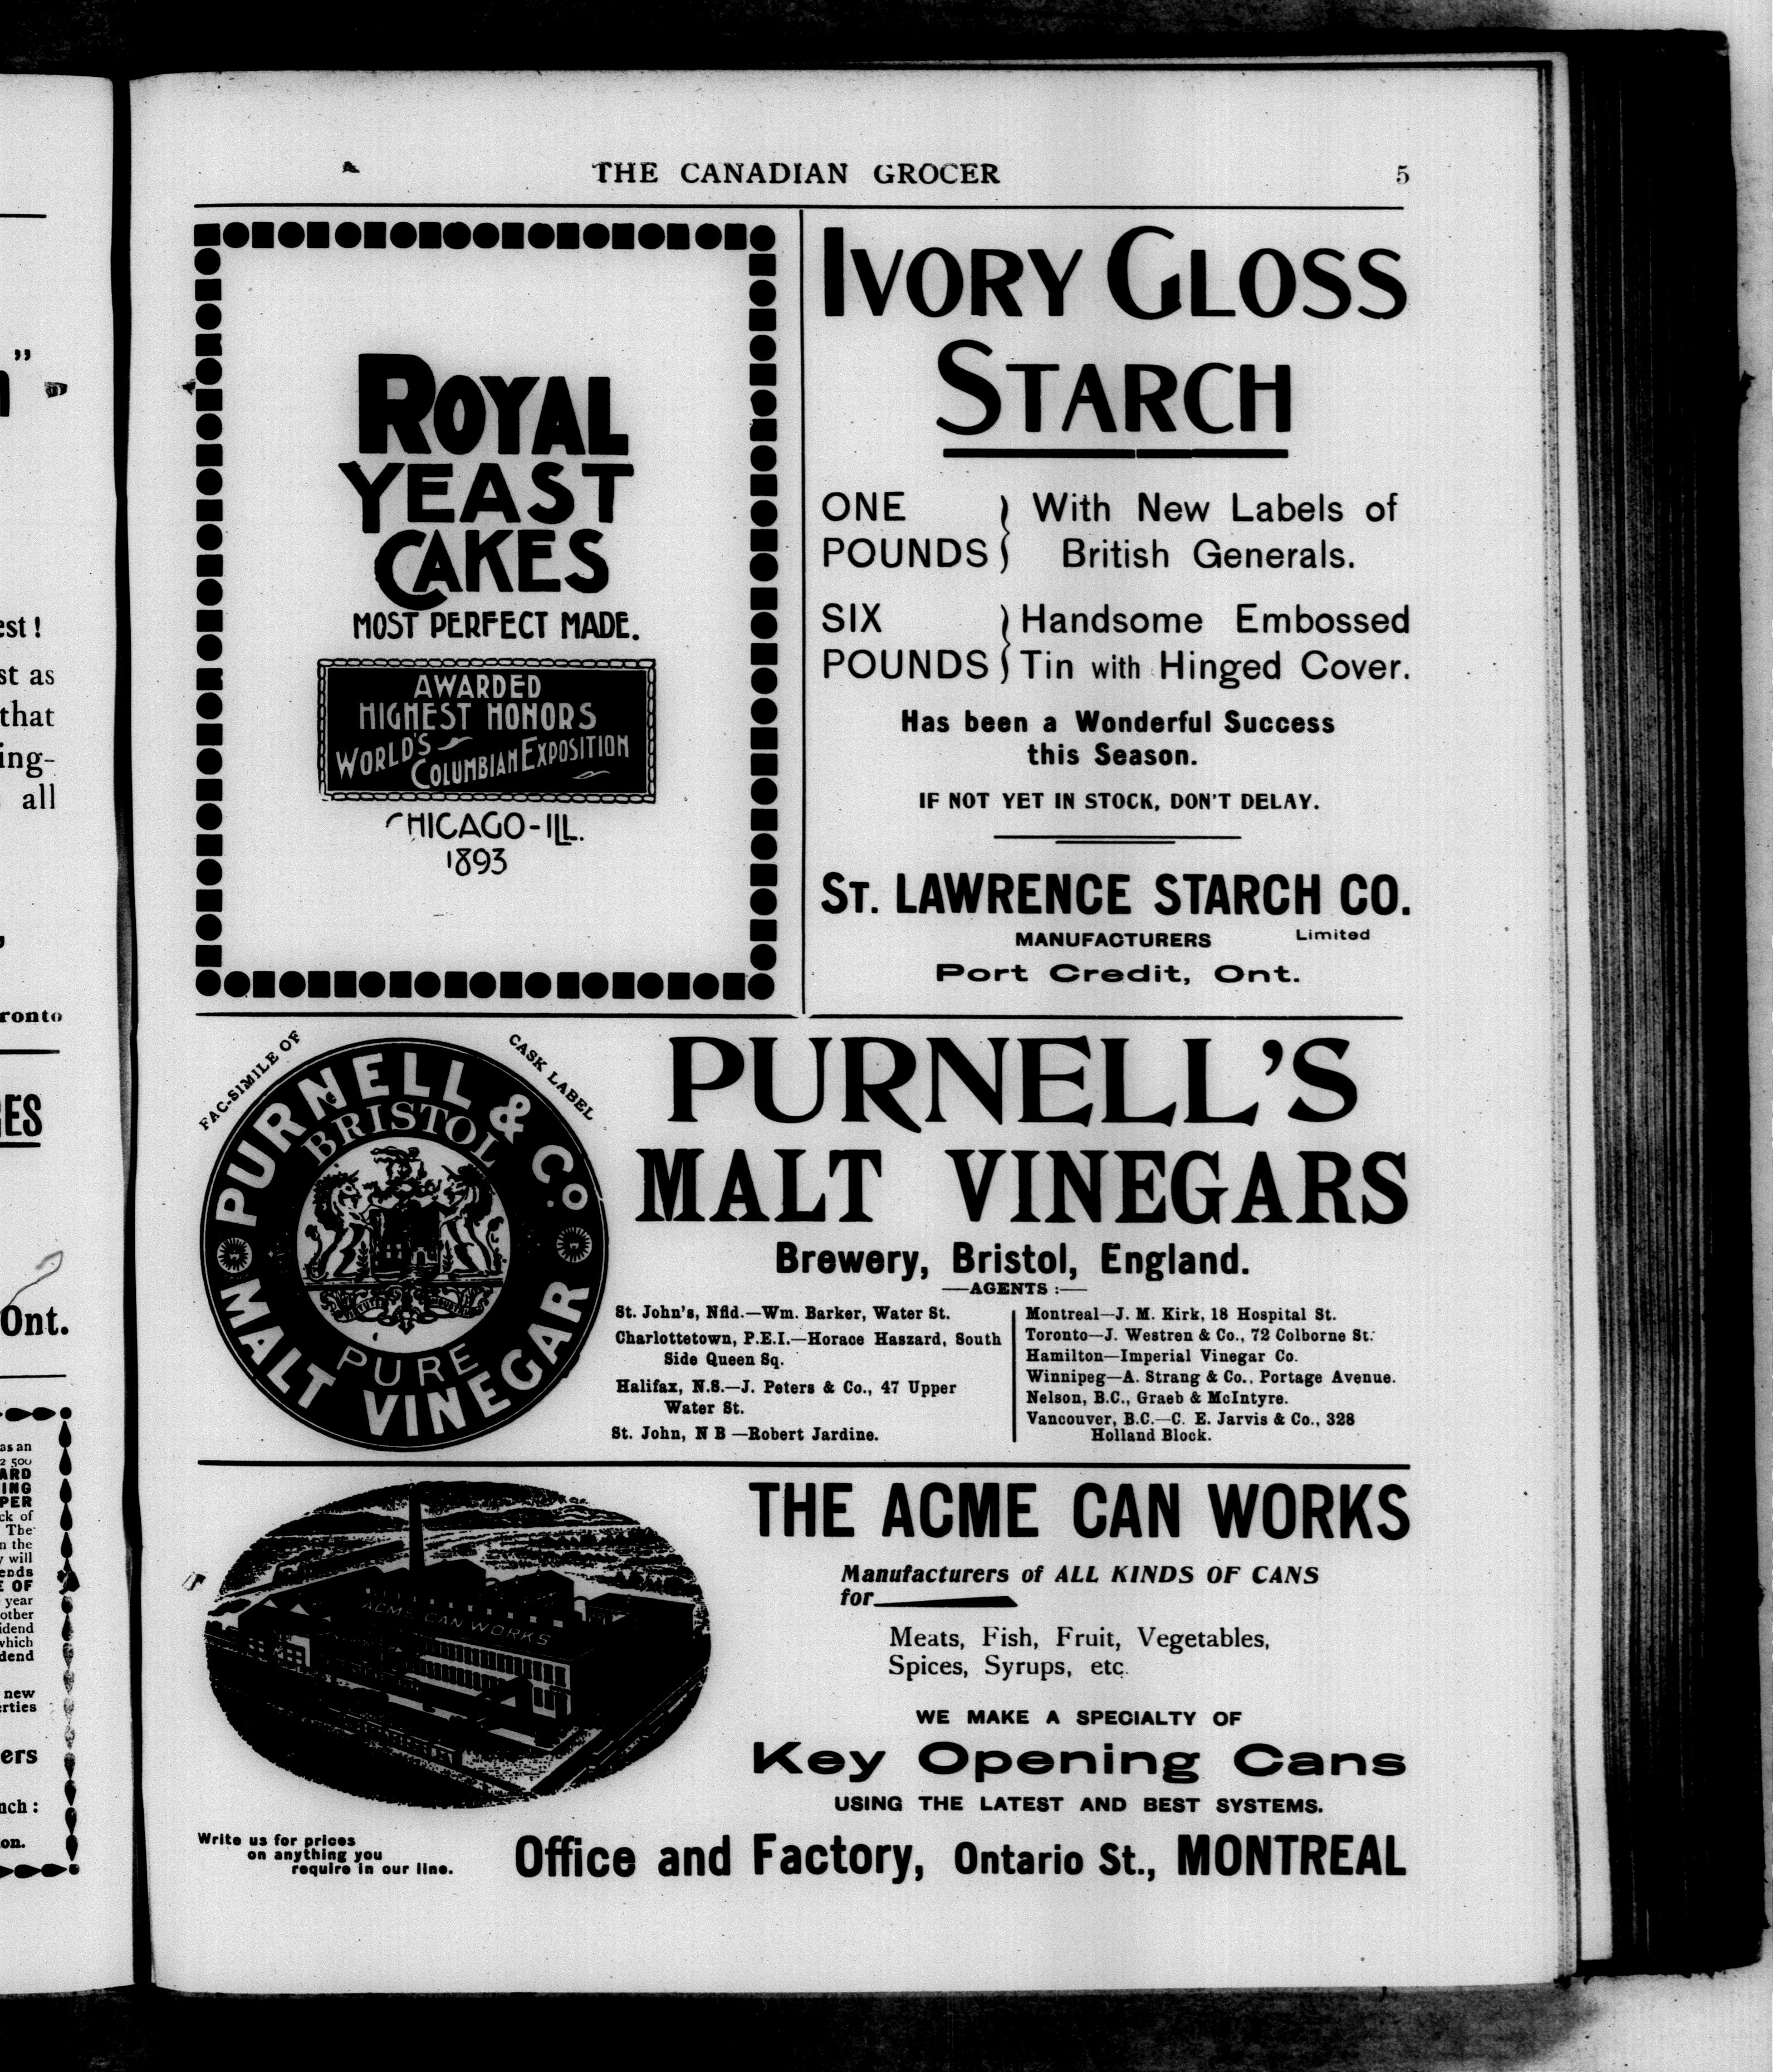 THE CANADIAN GROCER 5
ROYAL
YEAST
CAKES
MOST PERFECT MADE.
AWARDED
HIGHEST HONORS
WORLD'S
COLUMBIAN EXPOSITION
CHICAGO-ILL.
1893
IVORY GLOSS
STARCH
ONE POUNDS } With New Labels of
British Generals.
SIX POUNDS } Handsome Embossed
Tin with Hinged Cover.
Has been a Wonderful Success
this Season.
IF NOT YET IN STOCK, DON'T DELAY.
ST. LAWRENCE STARCH CO.
MANUFACTURERS Limited
Port Credit, Ont.
FAC-SIMILE OF CASK LABEL
PURNELL & Co.
BRISTOL
PURE
MALT VINEGAR
PURNELL'S
MALT VINEGARS
Brewery, Bristol, England.
—AGENTS :—
St. John's, Nfld.—Wm. Barker, Water St.
Charlottetown, P.E.I.—Horace Haszard, South
Side Queen Sq.
Halifax, N.S.—J. Peters & Co., 47 Upper
Water St.
St. John, N B —Robert Jardine.
Montreal—J. M. Kirk, 18 Hospital St.
Toronto—J. Westren & Co., 72 Colborne St.
Hamilton—Imperial Vinegar Co.
Winnipeg—A. Strang & Co., Portage Avenue.
Nelson, B.C., Graeb & McIntyre.
Vancouver, B.C.—C. E. Jarvis & Co., 328
Holland Block.
ACME CAN WORKS
THE ACME CAN WORKS
Manufacturers of ALL KINDS OF CANS
for
Meats, Fish, Fruit, Vegetables,
Spices, Syrups, etc.
WE MAKE A SPECIALTY OF
Key Opening Cans
USING THE LATEST AND BEST SYSTEMS.
Write us for prices
on anything you
require in our line.
Office and Factory, Ontario St., MONTREAL